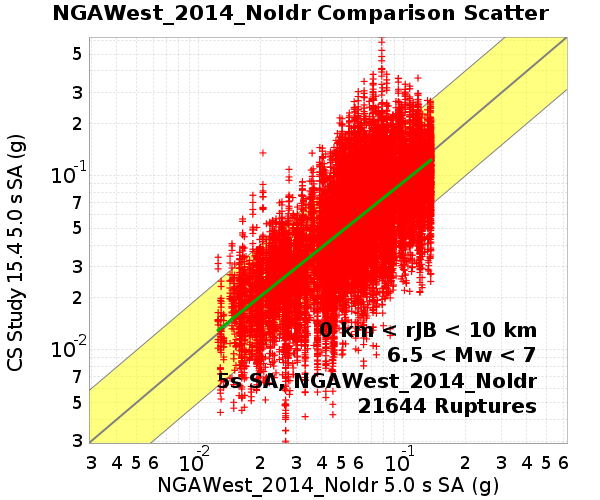 NGAWest_2014_NoIdr Comparison Scatter
CS Study 15.4 5.0 s SA (g)
5
3
2
10^-1
7
5
3
2
10^-2
7
5
3
0 km < rJB < 10 km
6.5 < Mw < 7
5s SA, NGAWest_2014_NoIdr
21644 Ruptures
3 4 5 6 10^-2 2 3 4 5 6 10^-1 2 3 4 5 6
NGAWest_2014_NoIdr 5.0 s SA (g)